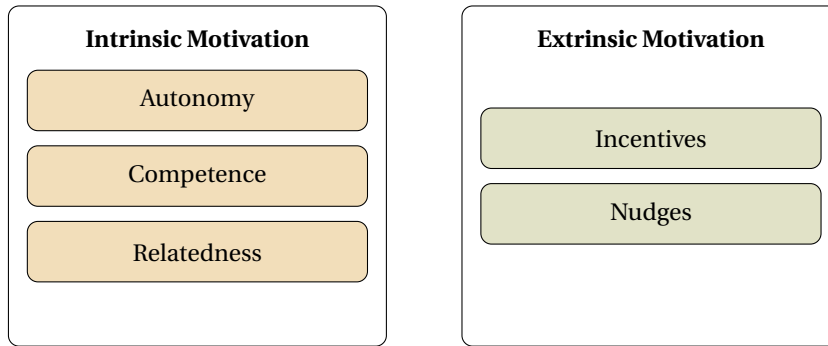 Intrinsic Motivation
Autonomy
Competence
Relatedness
Extrinsic Motivation
Incentives
Nudges